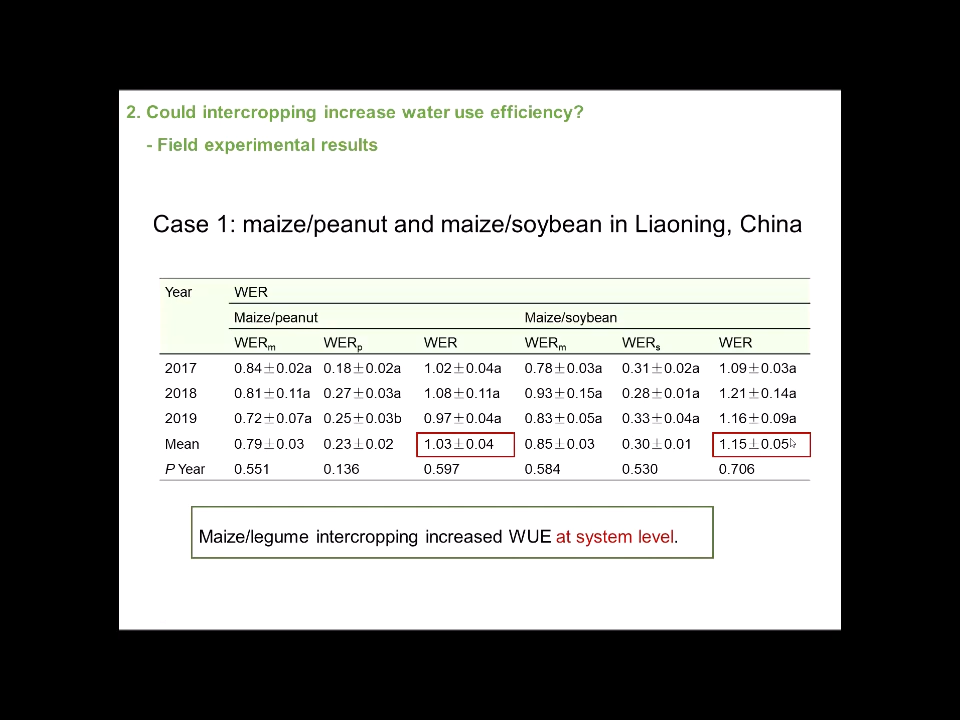 2. Could intercropping increase water use efficiency?
- Field experimental results
Case 1: maize/peanut and maize/soybean in Liaoning, China
Year WER
Maize/peanut Maize/soybean
WERm WERp WER WERm WERs WER
2017 0.84±0.02a 0.18±0.02a 1.02±0.04a 0.78±0.03a 0.31±0.02a 1.09±0.03a
2018 0.81±0.11a 0.27±0.03a 1.08±0.11a 0.93±0.15a 0.28±0.01a 1.21±0.14a
2019 0.72±0.07a 0.25±0.03b 0.97±0.04a 0.83±0.05a 0.33±0.04a 1.16±0.09a
Mean 0.79±0.03 0.23±0.02 1.03±0.04 0.85±0.03 0.30±0.01 1.15±0.05
P Year 0.551 0.136 0.597 0.584 0.530 0.706
Maize/legume intercropping increased WUE at system level.